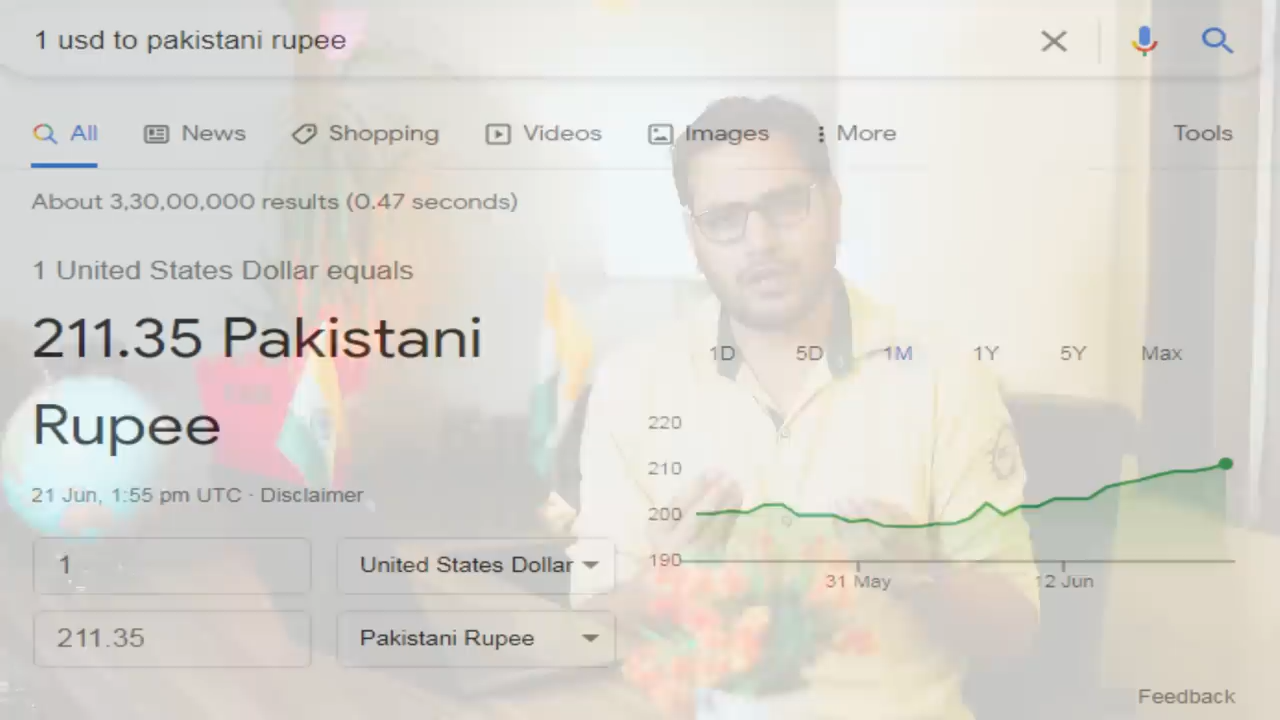 1 usd to pakistani rupee
All News Shopping Videos Images More Tools
About 3,30,00,000 results (0.47 seconds)
1 United States Dollar equals
211.35 Pakistani
Rupee
21 Jun, 1:55 pm UTC · Disclaimer
1 United States Dollar
211.35 Pakistani Rupee
1D 5D 1M 1Y 5Y Max
220
210
200
190
31 May 12 Jun
Feedback